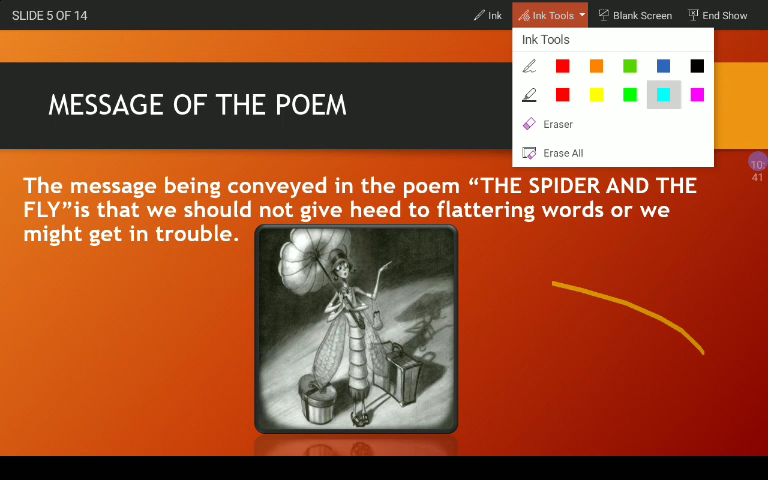 SLIDE 5 OF 14
Ink
Ink Tools
Blank Screen
End Show
Ink Tools
Eraser
Erase All
MESSAGE OF THE POEM
10:
41
The message being conveyed in the poem “THE SPIDER AND THE
FLY”is that we should not give heed to flattering words or we
might get in trouble.